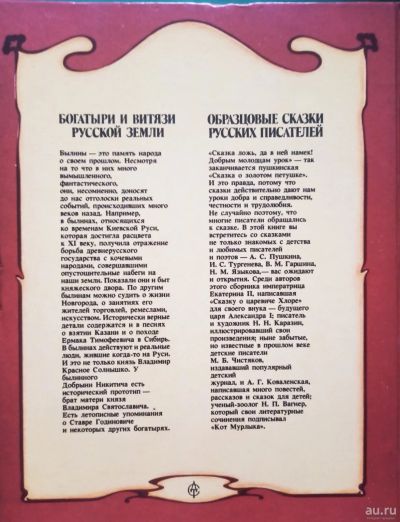 БОГАТЫРИ И ВИТЯЗИ
РУССКОЙ ЗЕМЛИ
Былины — это память народа
о своем прошлом. Несмотря
на то что в них много
вымышленного,
фантастического,
они, несомненно, доносят
до нас отголоски реальных
событий, происходивших много
веков назад. Например,
в былинах, относящихся
ко временам Киевской Руси,
которая достигла расцвета
к XI веку, получила отражение
борьба древнерусского
государства с кочевыми
народами, совершавшими
опустошительные набеги на
наши земли. Показали они и быт
княжеского двора. По другим
былинам можно судить о жизни
Новгорода, о занятиях его
жителей торговлей, ремеслами,
искусством. Исторически верные
детали содержатся и в песнях
о взятии Казани и о походе
Ермака Тимофеевича в Сибирь.
В былинах действуют и реальные
люди, жившие когда-то на Руси.
И это не только князь Владимир
Красное Солнышко. У
былинного
Добрыни Никитича есть
исторический прототип —
брат матери князя
Владимира Святославича.
Есть летописные упоминания
о Ставре Годиновиче
и некоторых других богатырях.
ОБРАЗЦОВЫЕ СКАЗКИ
РУССКИХ ПИСАТЕЛЕЙ
«Сказка ложь, да в ней намек!
Добрым молодцам урок» — так
заканчивается пушкинская
«Сказка о золотом петушке».
И это правда, потому что
сказки действительно дают нам
уроки добра и справедливости,
честности и трудолюбия.
Не случайно поэтому, что
многие писатели обращались
к сказке. В этой книге вы
встретитесь со сказками
не только знакомых с детства
и любимых писателей
и поэтов — А. С. Пушкина,
И. С. Тургенева, В. М. Гаршина,
Н. М. Языкова,— вас ожидают
и открытия. Среди авторов
этого сборника императрица
Екатерина II, написавшая
«Сказку о царевиче Хлоре»
для своего внука — будущего
царя Александра I; писатель
и художник Н. Н. Каразин,
иллюстрировавший свои
произведения; ныне забытые,
но известные в прошлом веке
детские писатели
М. Б. Чистяков,
издававший популярный
детский
журнал, и А. Г. Коваленская,
написавшая много повестей,
рассказов и сказок для детей;
ученый-зоолог Н. П. Вагнер,
который свои литературные
сочинения подписывал
«Кот Мурлыка».
au.ru